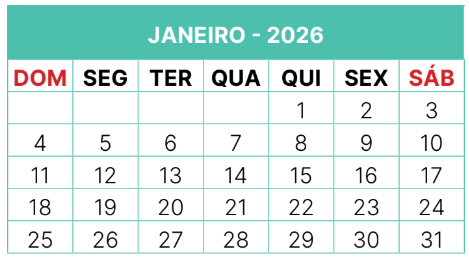 JANEIRO - 2026
DOM SEG TER QUA QUI SEX SÁB
1 2 3
4 5 6 7 8 9 10
11 12 13 14 15 16 17
18 19 20 21 22 23 24
25 26 27 28 29 30 31